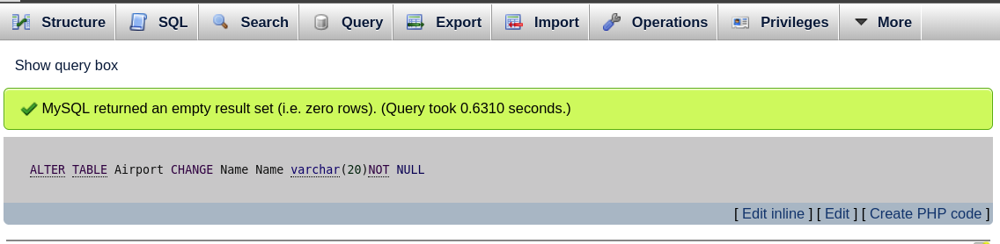 Structure SQL Search Query Export Import Operations Privileges More
Show query box
MySQL returned an empty result set (i.e. zero rows). (Query took 0.6310 seconds.)
ALTER TABLE Airport CHANGE Name Name varchar(20)NOT NULL
[ Edit inline ] [ Edit ] [ Create PHP code ]